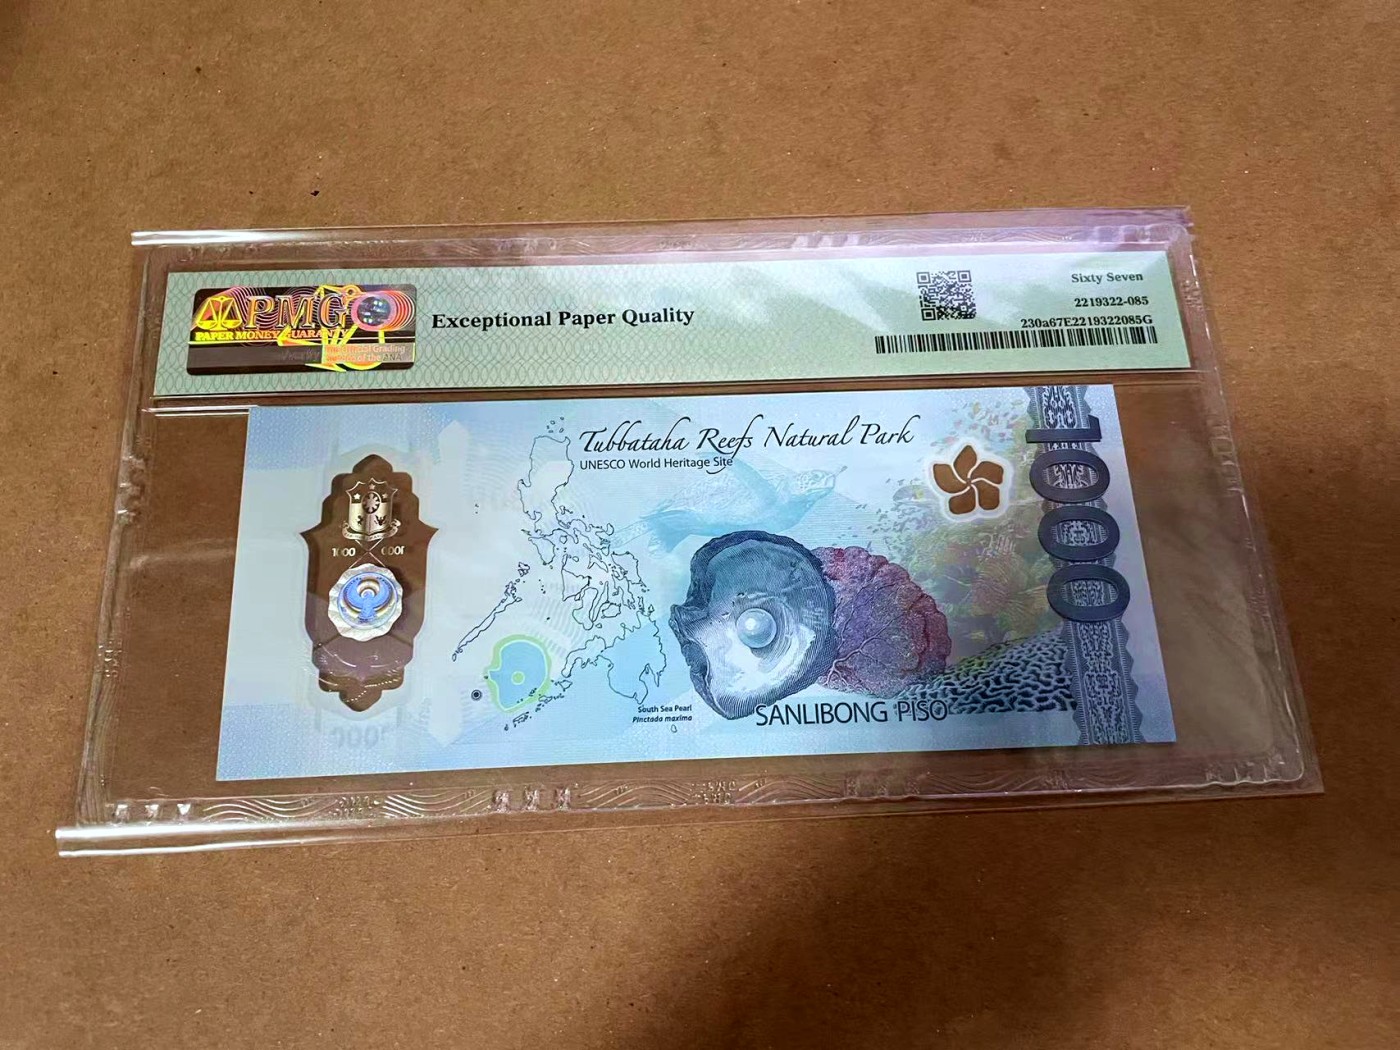 PMG
PAPER MONEY GUARANTY
Exceptional Paper Quality
Sixty Seven
2219322-085
230a67E2219322085G
Tubbataha Reefs Natural Park
UNESCO World Heritage Site
1000
1000
1000
South Sea Pearl
Pinctada maxima
SANLIBONG PISO